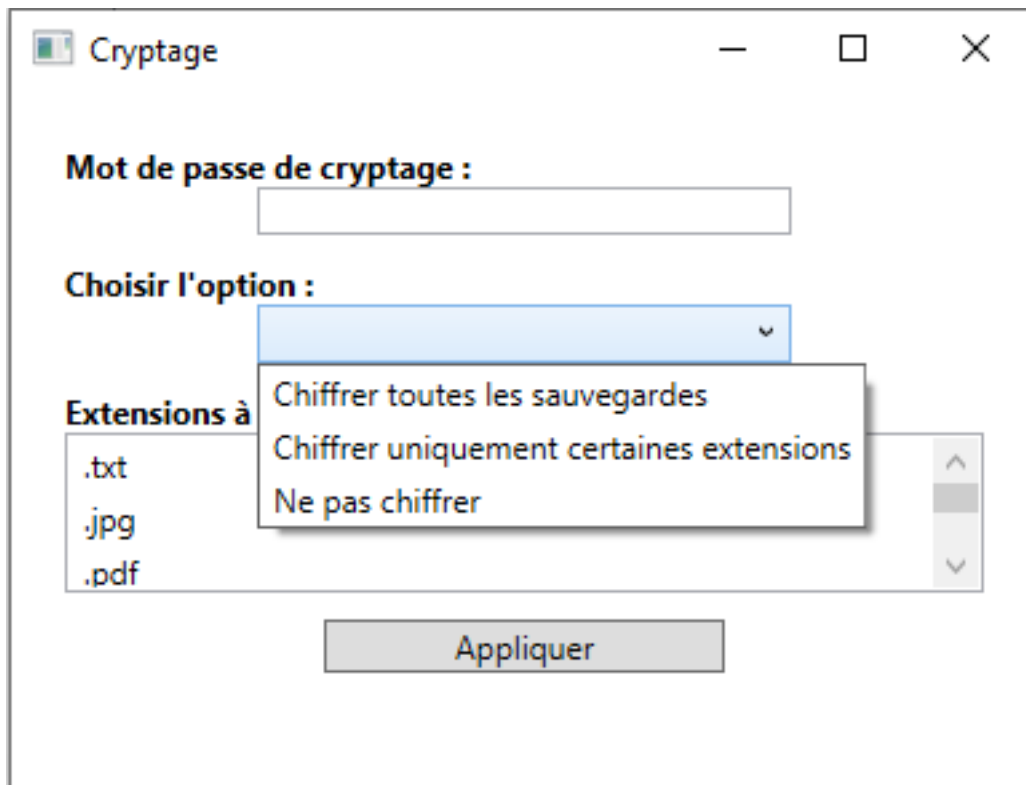 Cryptage
Mot de passe de cryptage :
Choisir l'option :
Chiffrer toutes les sauvegardes
Chiffrer uniquement certaines extensions
Ne pas chiffrer
Extensions à
.txt
.jpg
.pdf
Appliquer